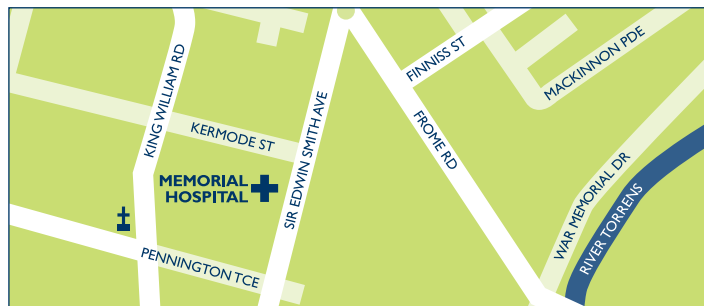 KING WILLIAM RD
KERMODE ST
MEMORIAL
HOSPITAL
SIR EDWIN SMITH AVE
PENNINGTON TCE
FINNISS ST
MACKINNON PDE
FROME RD
WAR MEMORIAL DR
RIVER TORRENS